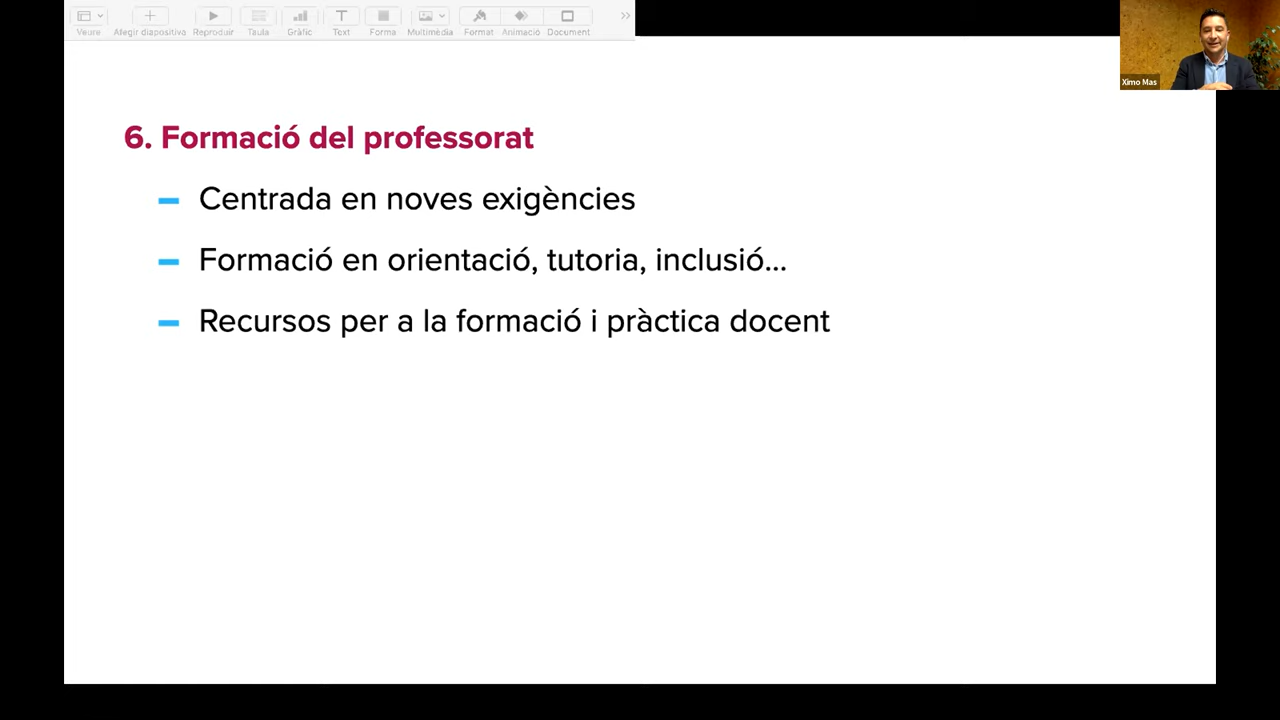 Veure Afegir diapositiva Reproduir Taula Gràfic Text Forma Multimèdia Format Animació Document
Ximo Mas
6. Formació del professorat
Centrada en noves exigències
Formació en orientació, tutoria, inclusió...
Recursos per a la formació i pràctica docent